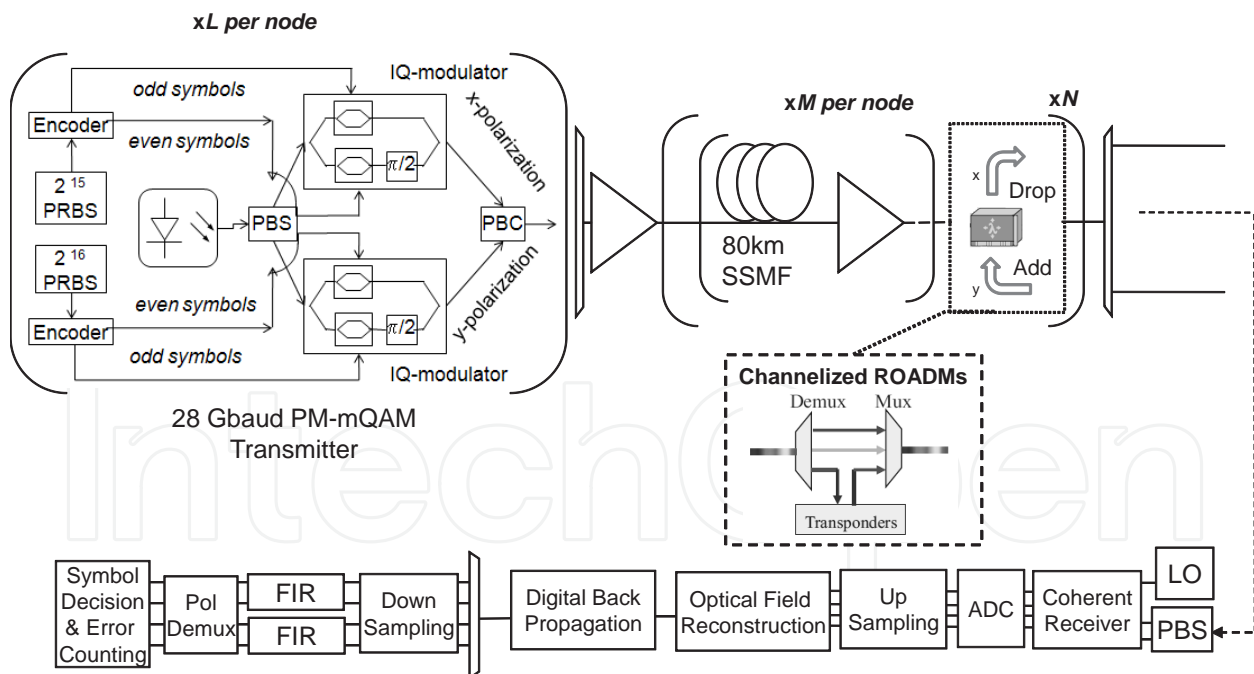 xL per node
IQ-modulator
odd symbols
Encoder
even symbols
2 15
PRBS
π/2
x-polarization
PBS
PBC
2 16
PRBS
even symbols
Encoder
odd symbols
π/2
y-polarization
IQ-modulator
28 Gbaud PM-mQAM
Transmitter
xM per node
80km
SSMF
xN
x
Drop
Add
y
Channelized ROADMs
Demux
Mux
Transponders
IntechOpen
Symbol
Decision
& Error
Counting
Pol
Demux
FIR
FIR
Down
Sampling
Digital Back
Propagation
Optical Field
Reconstruction
Up
Sampling
ADC
Coherent
Receiver
LO
PBS